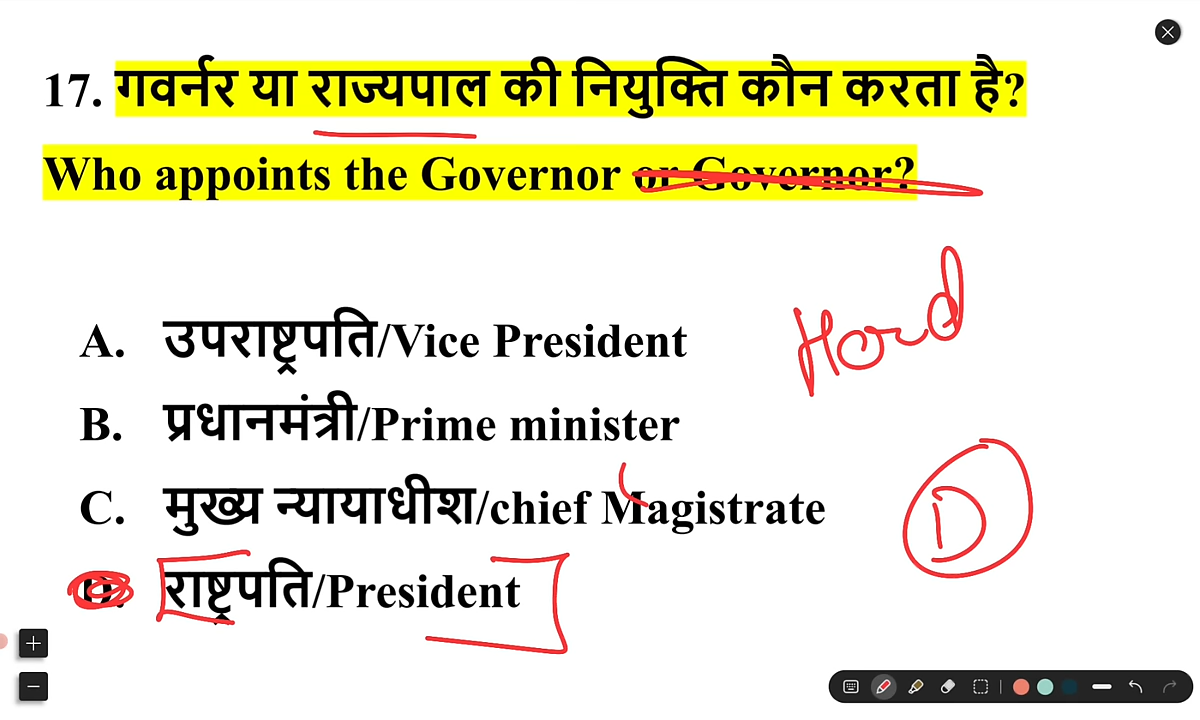 17. गवर्नर या राज्यपाल की नियुक्ति कौन करता है?
Who appoints the Governor or Governor?
A. उपराष्ट्रपति/Vice President
B. प्रधानमंत्री/Prime minister
C. मुख्य न्यायाधीश/chief Magistrate
D. राष्ट्रपति/President
Hord
D